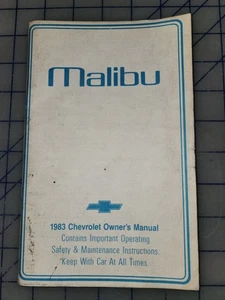 malibu
1983 Chevrolet Owner's Manual
Contains Important Operating
Safety & Maintenance Instructions.
Keep With Car At All Times.